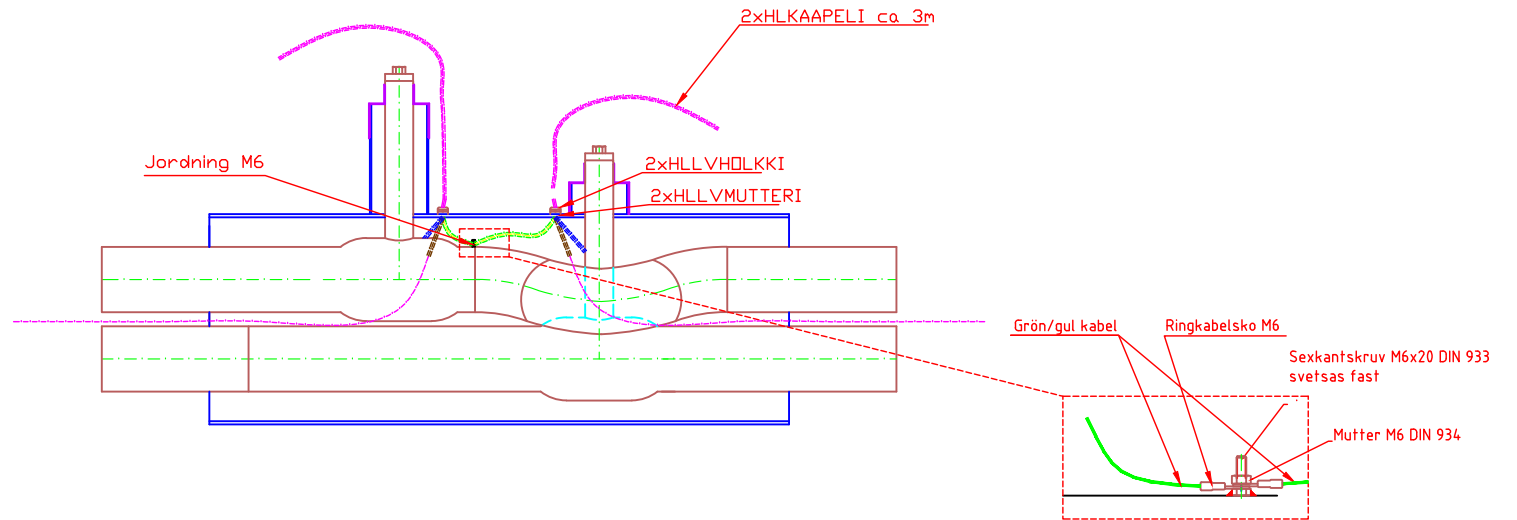 2xHLKAAPELI ca 3m
Jordning M6
2xHLLVHOLKKI
2xHLLVMUTTERI
Grön/gul kabel
Ringkabelsko M6
Sexkantskruv M6x20 DIN 933
svetsas fast
Mutter M6 DIN 934